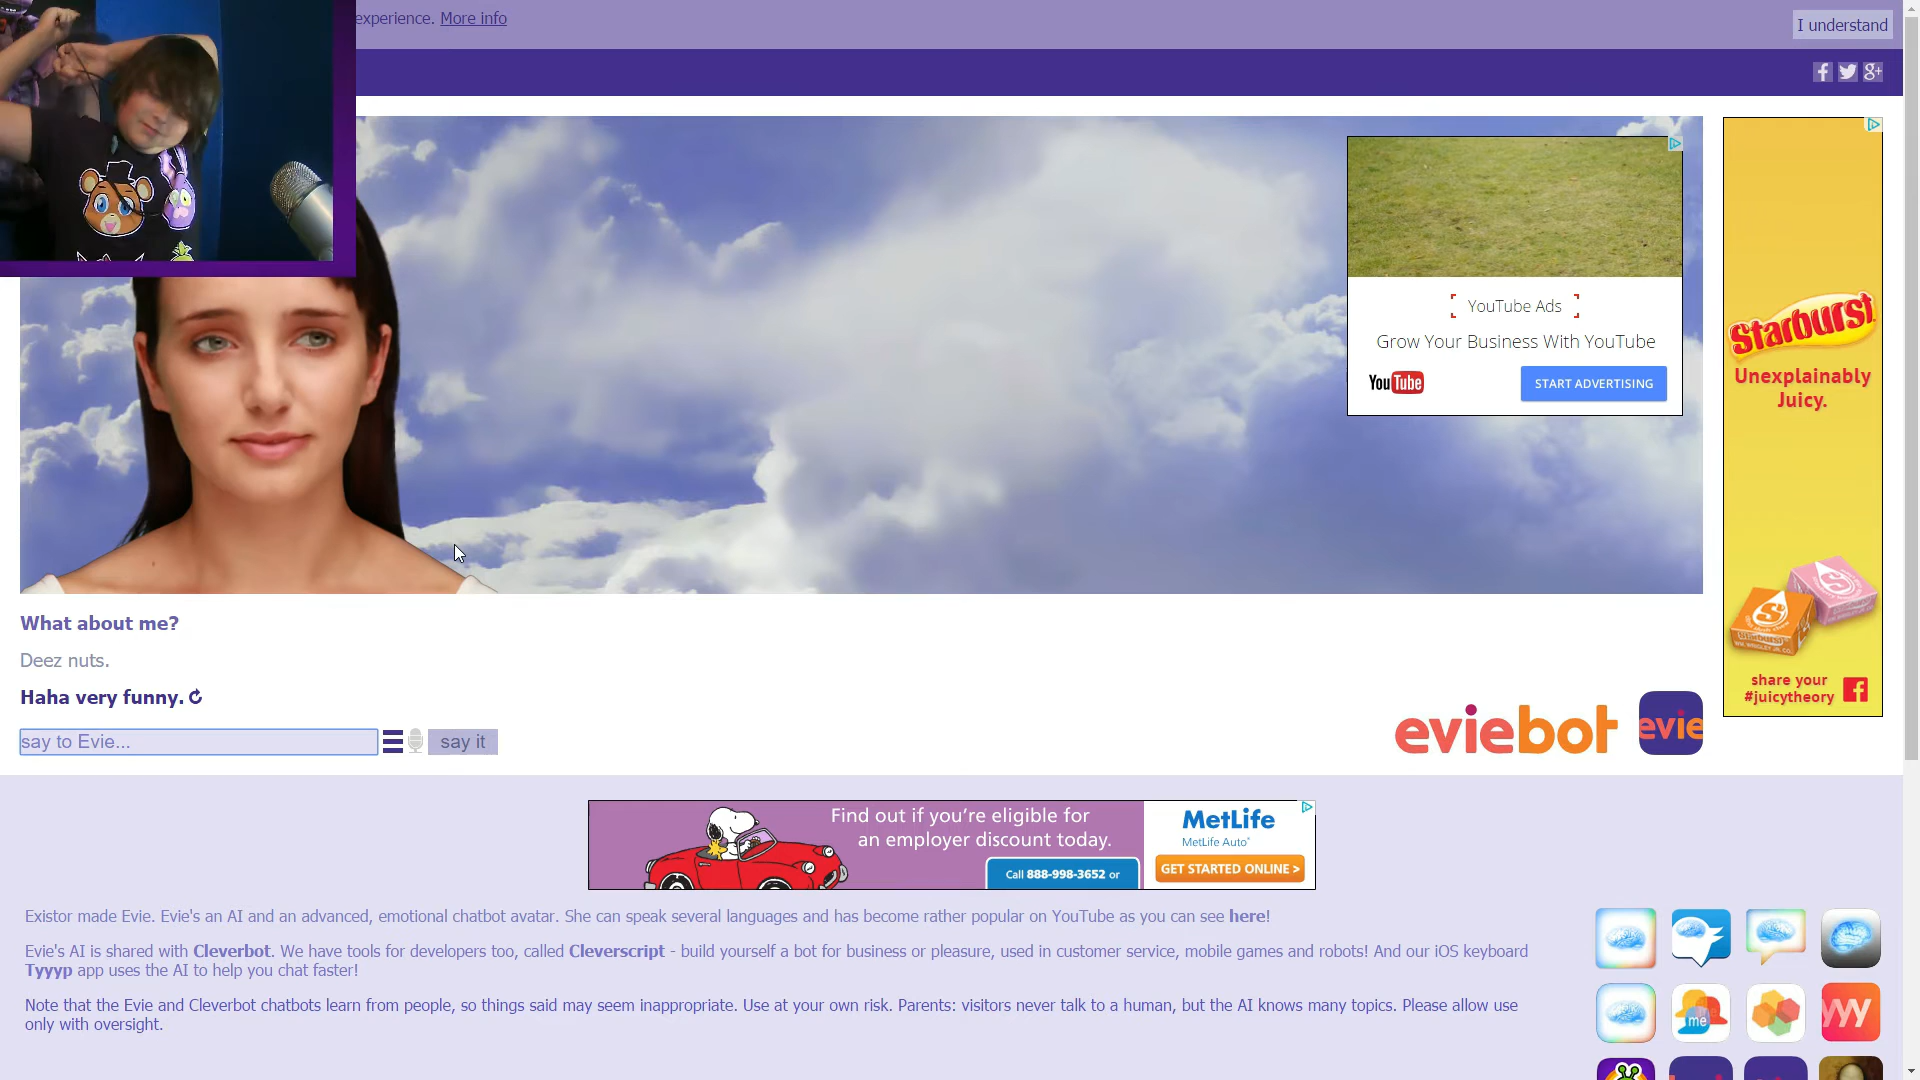 experience. More info
I understand
YouTube Ads
Grow Your Business With YouTube
YouTube
START ADVERTISING
Starburst
Unexplainably
Juicy.
share your
#juicytheory
What about me?
Deez nuts.
Haha very funny.
say to Evie...
say it
eviebot
evie
Find out if you're eligible for
an employer discount today.
Call 888-998-3652 or
MetLife
MetLife Auto®
GET STARTED ONLINE >
Existor made Evie. Evie's an AI and an advanced, emotional chatbot avatar. She can speak several languages and has become rather popular on YouTube as you can see here!
Evie's AI is shared with Cleverbot. We have tools for developers too, called Cleverscript - build yourself a bot for business or pleasure, used in customer service, mobile games and robots! And our iOS keyboard
Tyyyp app uses the AI to help you chat faster!
Note that the Evie and Cleverbot chatbots learn from people, so things said may seem inappropriate. Use at your own risk. Parents: visitors never talk to a human, but the AI knows many topics. Please allow use
only with oversight.
me
yyy